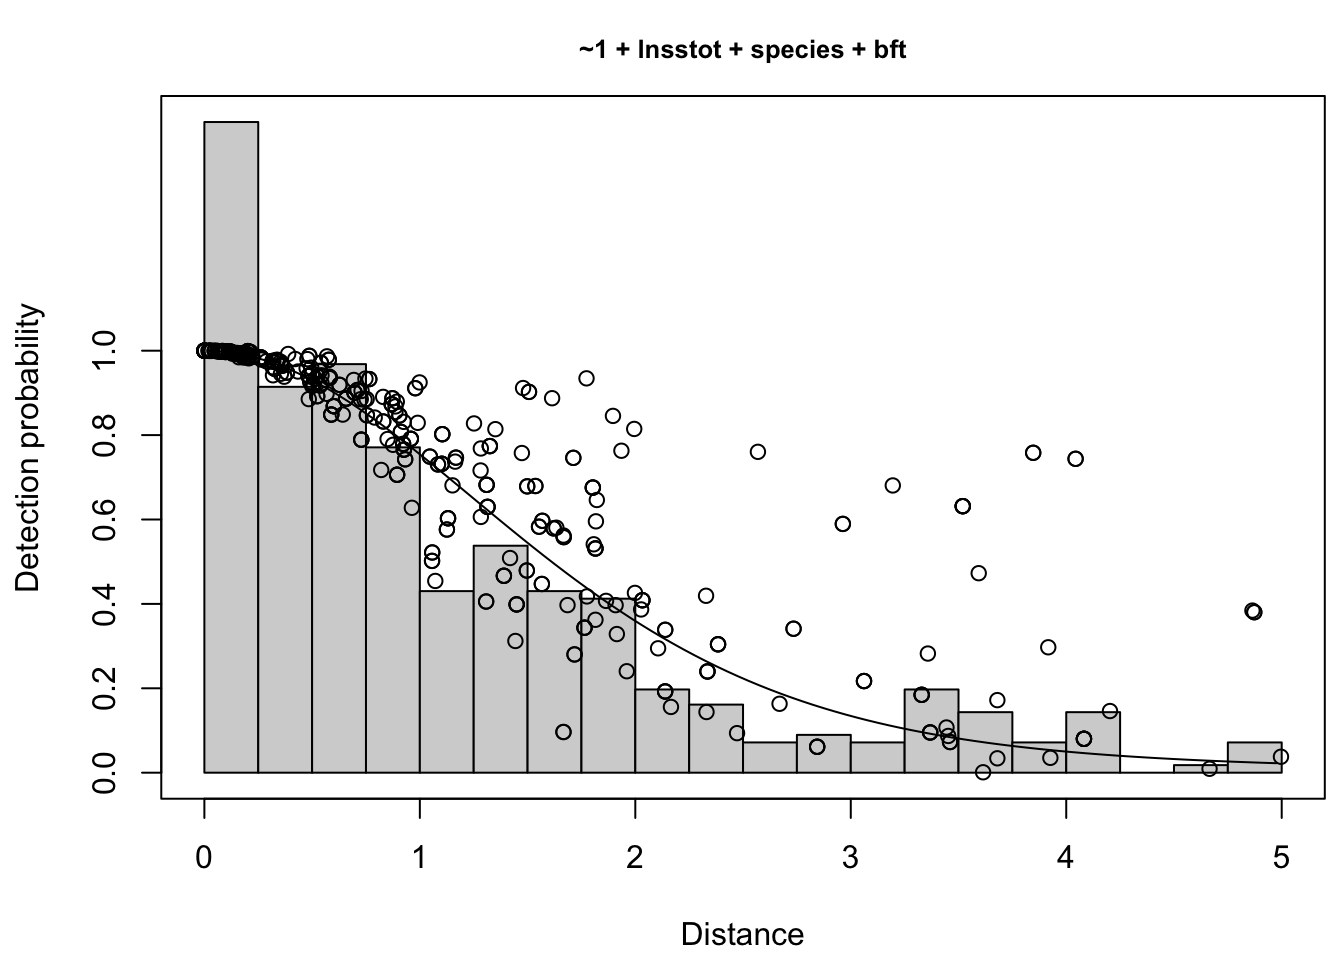 ~1 + lnsstot + species + bft
Detection probability
1.0
0.8
0.6
0.4
0.2
0.0
0 1 2 3 4 5
Distance